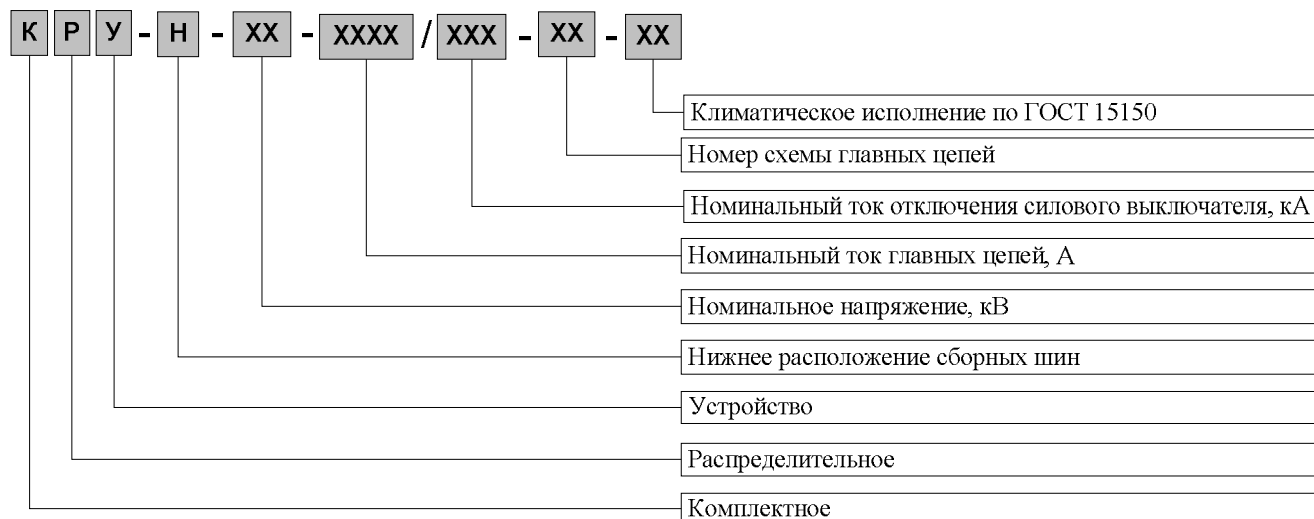 К Р У - Н - XX - XXXX / XXX - XX - XX
Климатическое исполнение по ГОСТ 15150
Номер схемы главных цепей
Номинальный ток отключения силового выключателя, кА
Номинальный ток главных цепей, А
Номинальное напряжение, кВ
Нижнее расположение сборных шин
Устройство
Распределительное
Комплектное